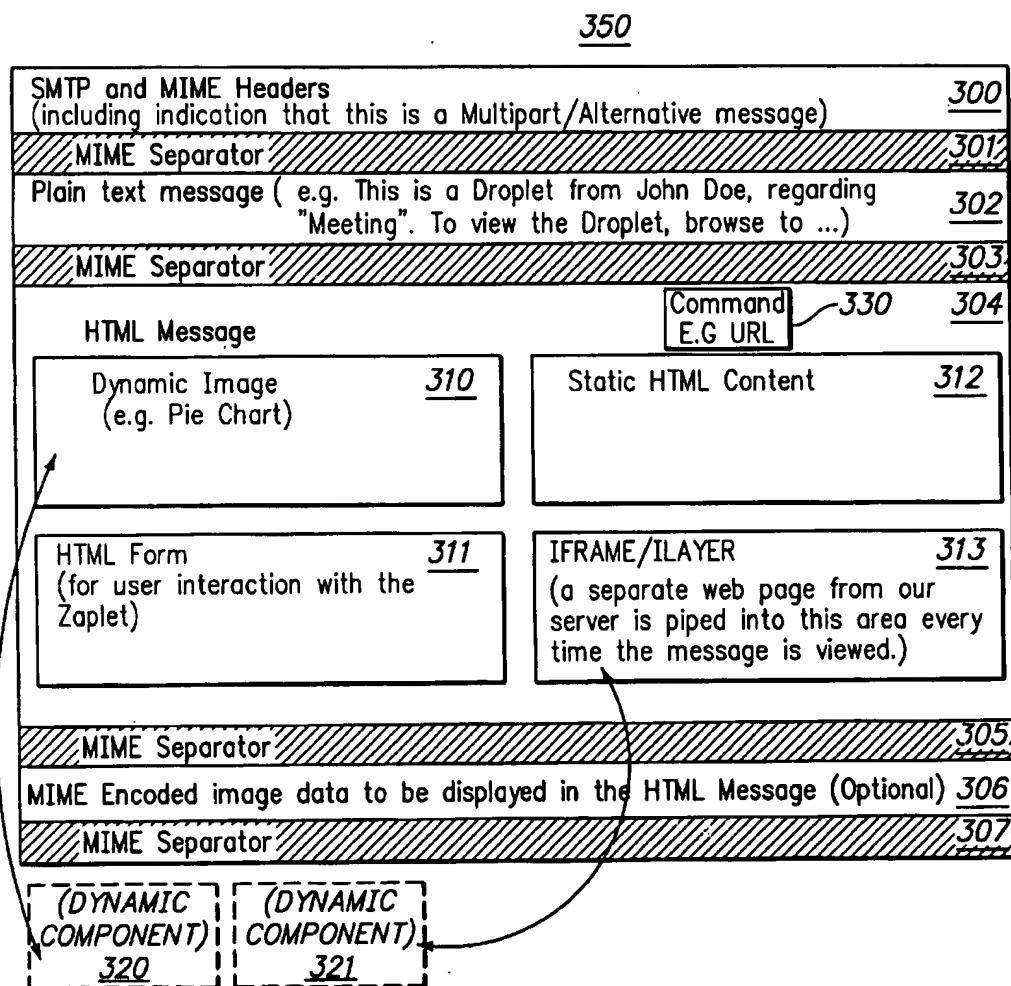 350
SMTP and MIME Headers 300
(including indication that this is a Multipart/Alternative message)
MIME Separator 301
Plain text message ( e.g. This is a Droplet from John Doe, regarding 302
"Meeting". To view the Droplet, browse to ...)
MIME Separator 303
Command 330 304
E.G URL
HTML Message
Dynamic Image 310
(e.g. Pie Chart)
Static HTML Content 312
HTML Form 311
(for user interaction with the
Zaplet)
IFRAME/ILAYER 313
(a separate web page from our
server is piped into this area every
time the message is viewed.)
MIME Separator 305
MIME Encoded image data to be displayed in the HTML Message (Optional) 306
MIME Separator 307
(DYNAMIC
COMPONENT)
320
(DYNAMIC
COMPONENT)
321